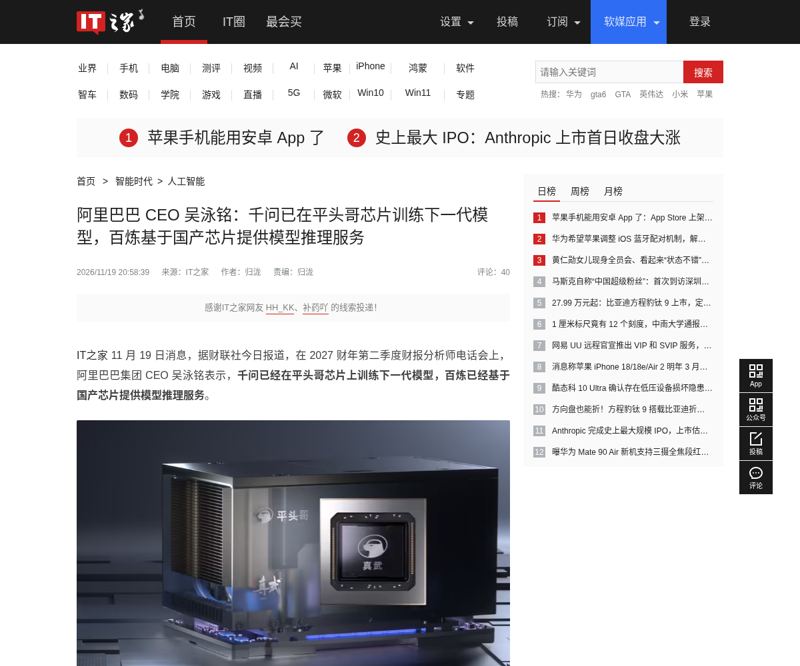 IT之家
首页
IT圈
最会买
设置
投稿
订阅
软媒应用
登录
业界 手机 电脑 测评 视频 AI 苹果 iPhone 鸿蒙 软件
智车 数码 学院 游戏 直播 5G 微软 Win10 Win11 专题
请输入关键词
搜索
热搜: 华为 gta6 GTA 英伟达 小米 苹果
1 苹果手机能用安卓 App 了
2 史上最大 IPO：Anthropic 上市首日收盘大涨
首页 > 智能时代 > 人工智能
阿里巴巴 CEO 吴泳铭：千问已在平头哥芯片训练下一代模
型，百炼基于国产芯片提供模型推理服务
2026/11/19 20:58:39 来源：IT之家 作者：归泷 责编：归泷 评论：40
感谢IT之家网友 HH_KK、补药吖 的线索投递！
IT之家 11 月 19 日消息，据财联社今日报道，在 2027 财年第二季度财报分析师电话会上，
阿里巴巴集团 CEO 吴泳铭表示，千问已经在平头哥芯片上训练下一代模型，百炼已经基于
国产芯片提供模型推理服务。
平头哥
真武
真武
日榜 周榜 月榜
1 苹果手机能用安卓 App 了：App Store 上架...
2 华为希望苹果调整 iOS 蓝牙配对机制，解...
3 黄仁勋女儿现身全员会、看起来“状态不错”...
4 马斯克自称“中国超级粉丝”：首次到访深圳...
5 27.99 万元起：比亚迪方程豹钛 9 上市，定...
6 1 厘米标尺竟有 12 个刻度，中南大学通报...
7 网易 UU 远程官宣推出 VIP 和 SVIP 服务，...
8 消息称苹果 iPhone 18/18e/Air 2 明年 3 月...
9 酷态科 10 Ultra 确认存在低压设备损坏隐患...
10 方向盘也能折！方程豹钛 9 搭载比亚迪折...
11 Anthropic 完成史上最大规模 IPO，上市估...
12 曝华为 Mate 90 Air 新机支持三摄全焦段红...
App
公众号
投稿
评论